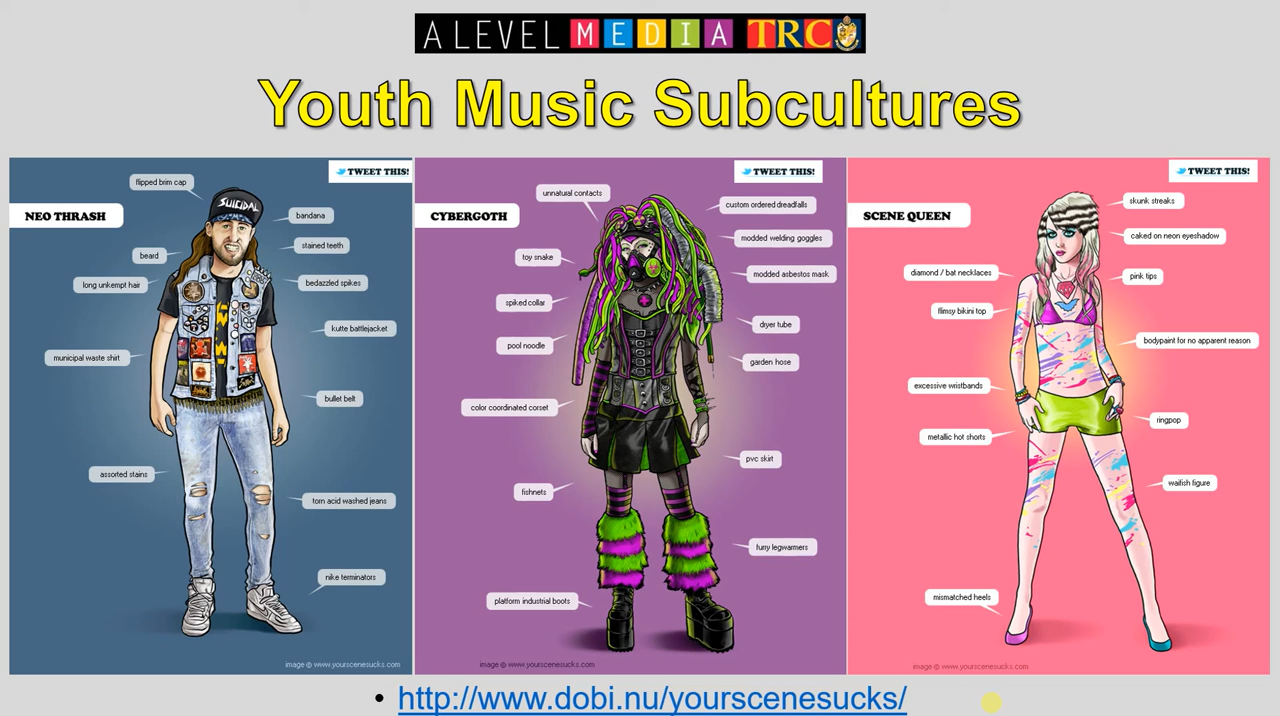 A LEVEL MEDIA TRC
Youth Music Subcultures
TWEET THIS!
NEO THRASH
flipped brim cap
SUICIDAL
bandana
stained teeth
beard
long unkempt hair
bedazzled spikes
kutte battlejacket
municipal waste shirt
bullet belt
assorted stains
torn acid washed jeans
nike terminators
image © www.yourscenesucks.com
TWEET THIS!
CYBERGOTH
unnatural contacts
custom ordered dreadfalls
modded welding goggles
toy snake
modded asbestos mask
spiked collar
dryer tube
pool noodle
garden hose
color coordinated corset
pvc skirt
fishnets
furry legwarmers
platform industrial boots
image © www.yourscenesucks.com
TWEET THIS!
SCENE QUEEN
skunk streaks
caked on neon eyeshadow
diamond / bat necklaces
pink tips
flimsy bikini top
bodypaint for no apparent reason
excessive wristbands
ringpop
metallic hot shorts
waifish figure
mismatched heels
image © www.yourscenesucks.com
• http://www.dobi.nu/yourscenesucks/